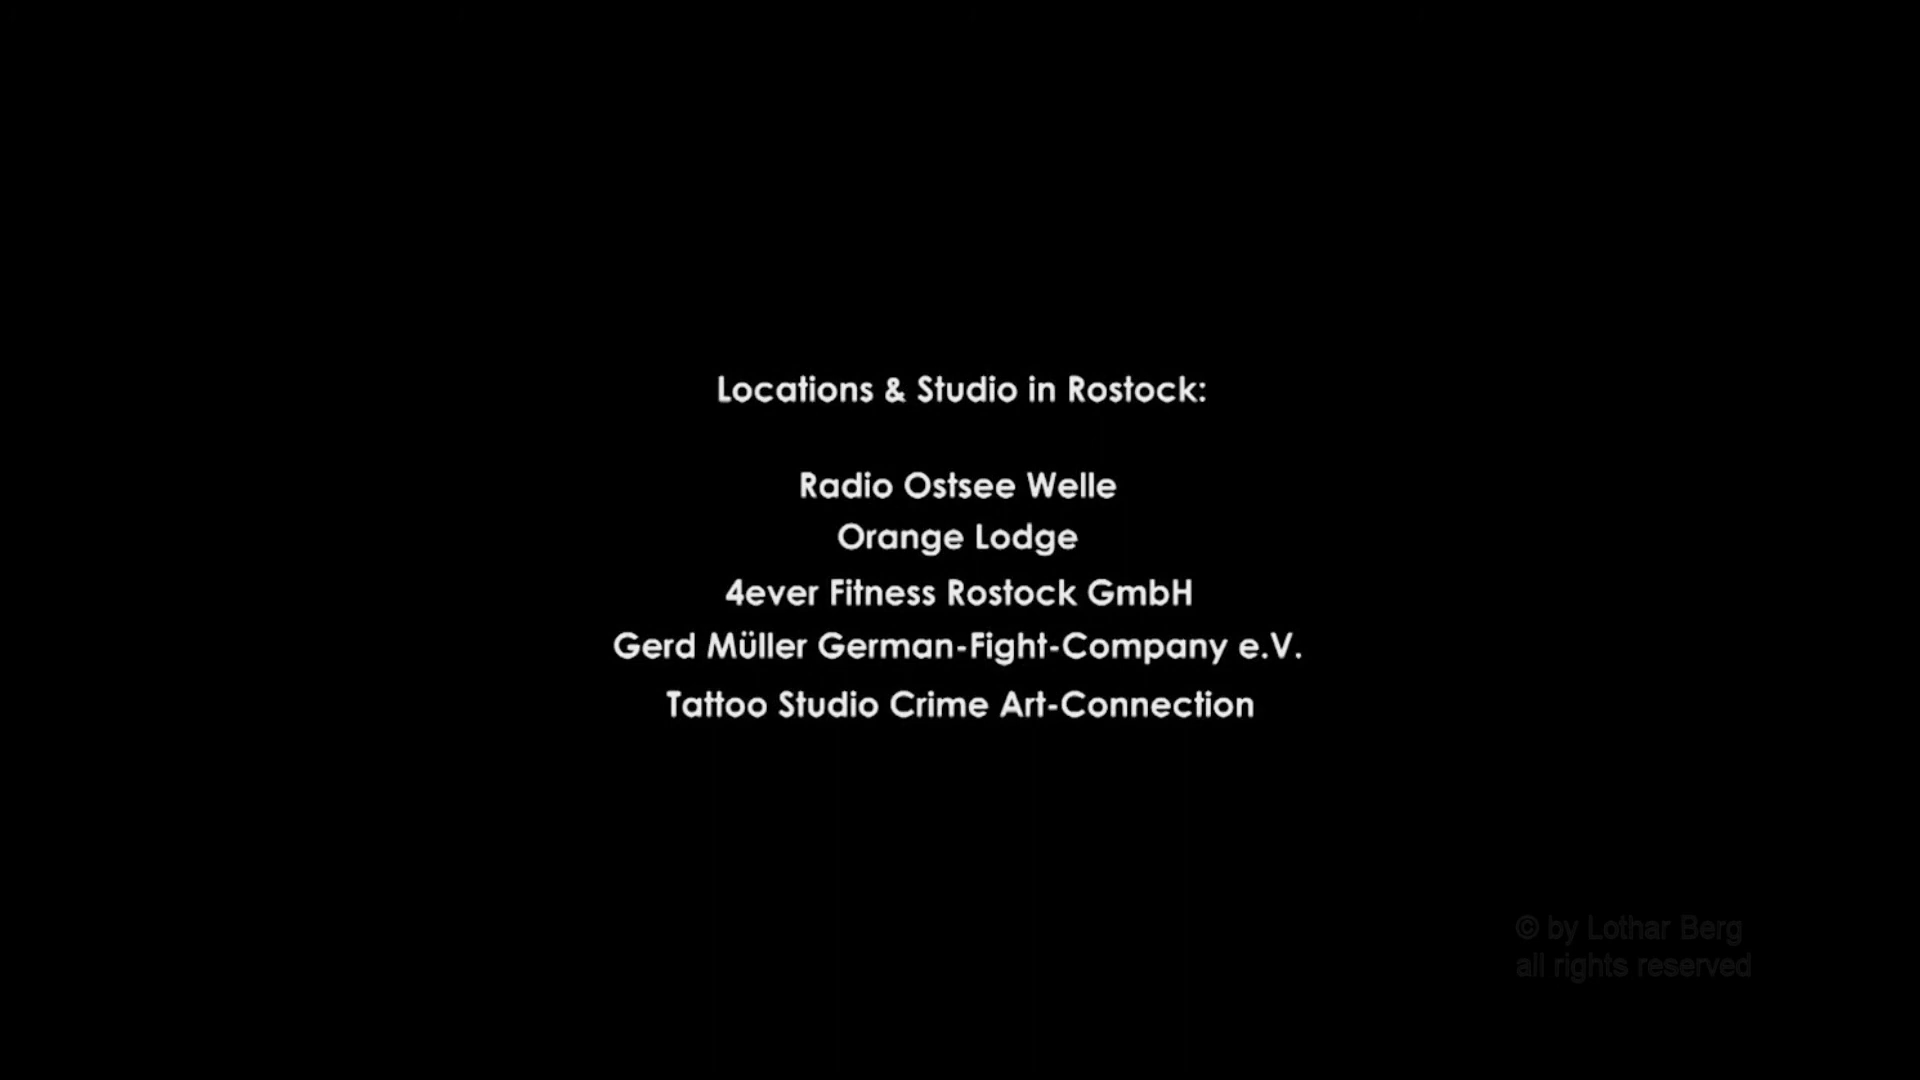 Locations & Studio in Rostock:
Radio Ostsee Welle
Orange Lodge
4ever Fitness Rostock GmbH
Gerd Müller German-Fight-Company e.V.
Tattoo Studio Crime Art-Connection
© by Lothar Berg
all rights reserved